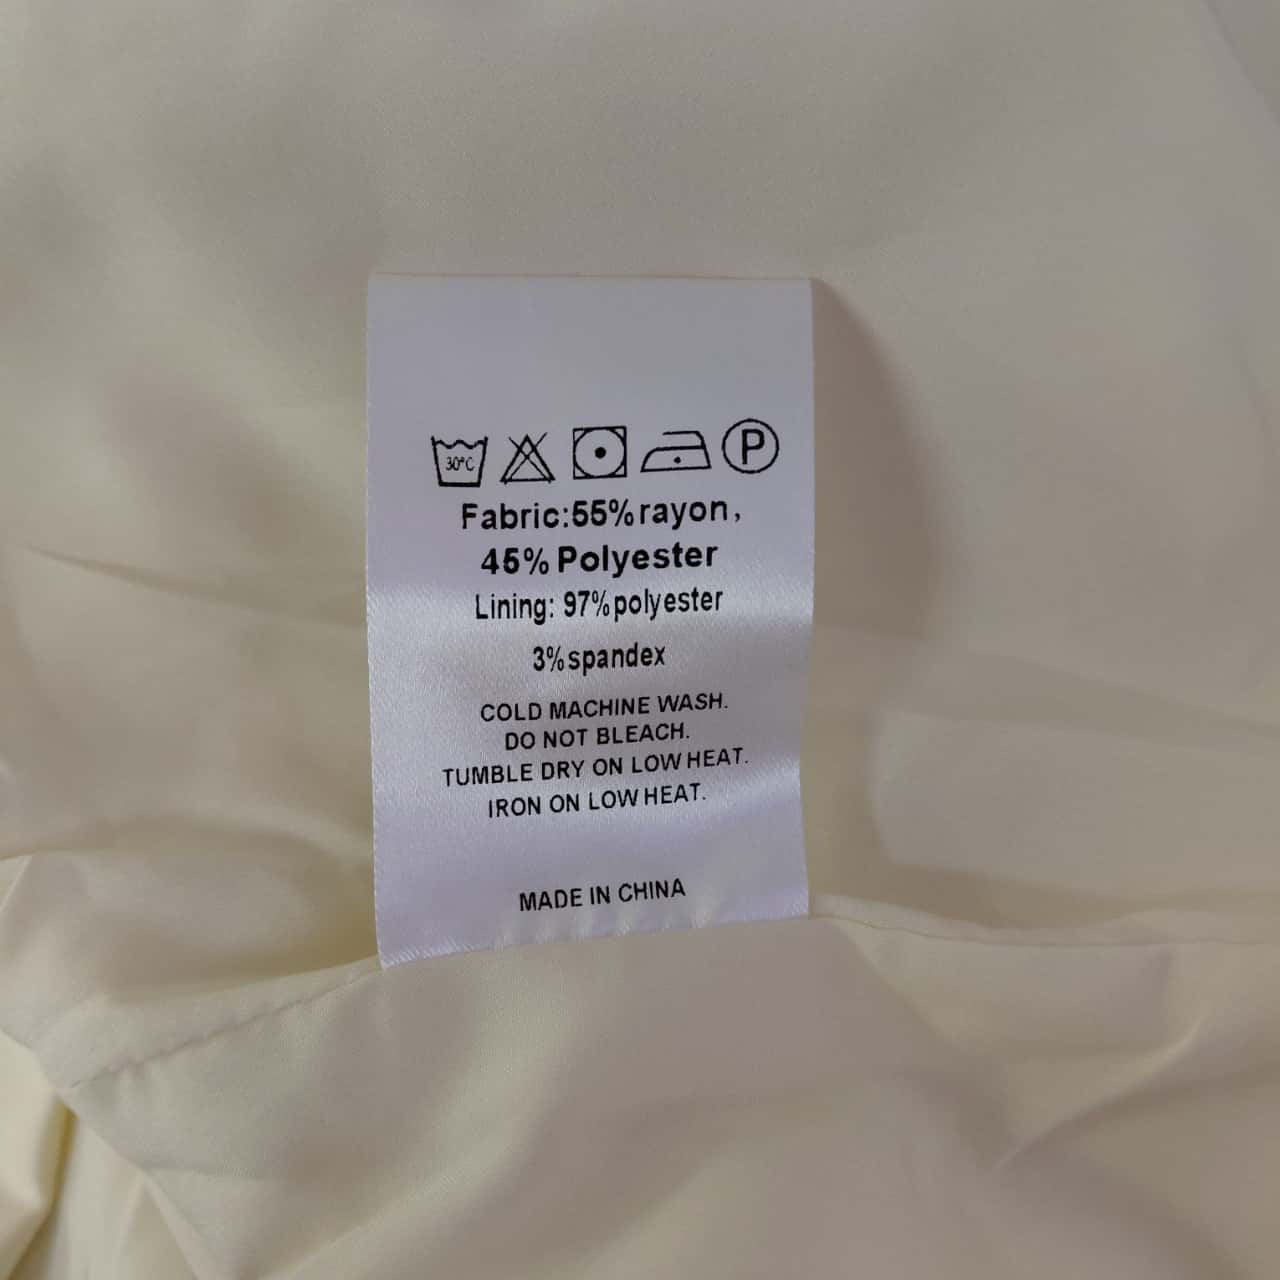 30°C P
Fabric:55%rayon,
45% Polyester
Lining: 97%polyester
3%spandex
COLD MACHINE WASH.
DO NOT BLEACH.
TUMBLE DRY ON LOW HEAT.
IRON ON LOW HEAT.
MADE IN CHINA